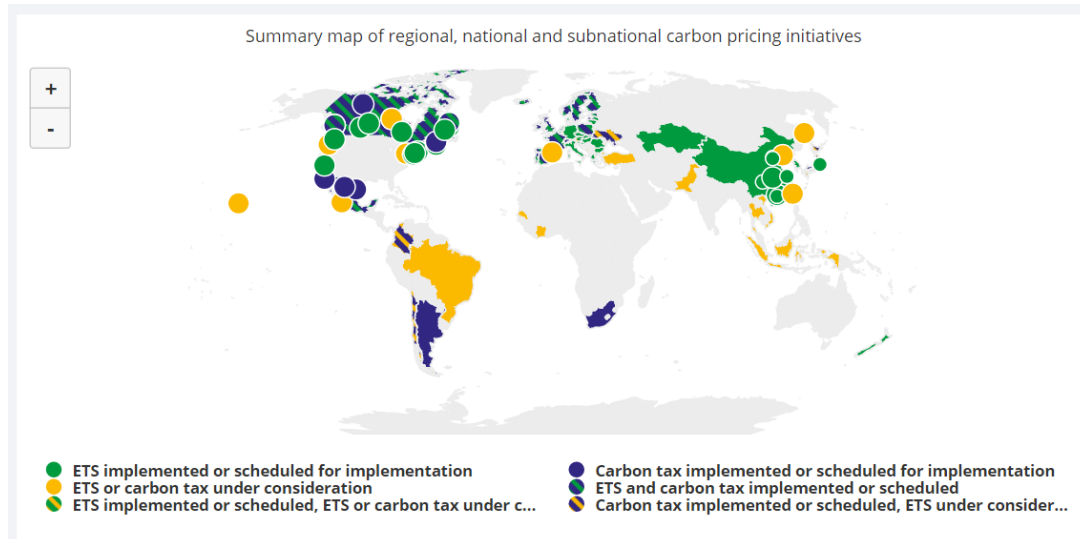 Summary map of regional, national and subnational carbon pricing initiatives
+
-
ETS implemented or scheduled for implementation
ETS or carbon tax under consideration
ETS implemented or scheduled, ETS or carbon tax under c...
Carbon tax implemented or scheduled for implementation
ETS and carbon tax implemented or scheduled
Carbon tax implemented or scheduled, ETS under consider...